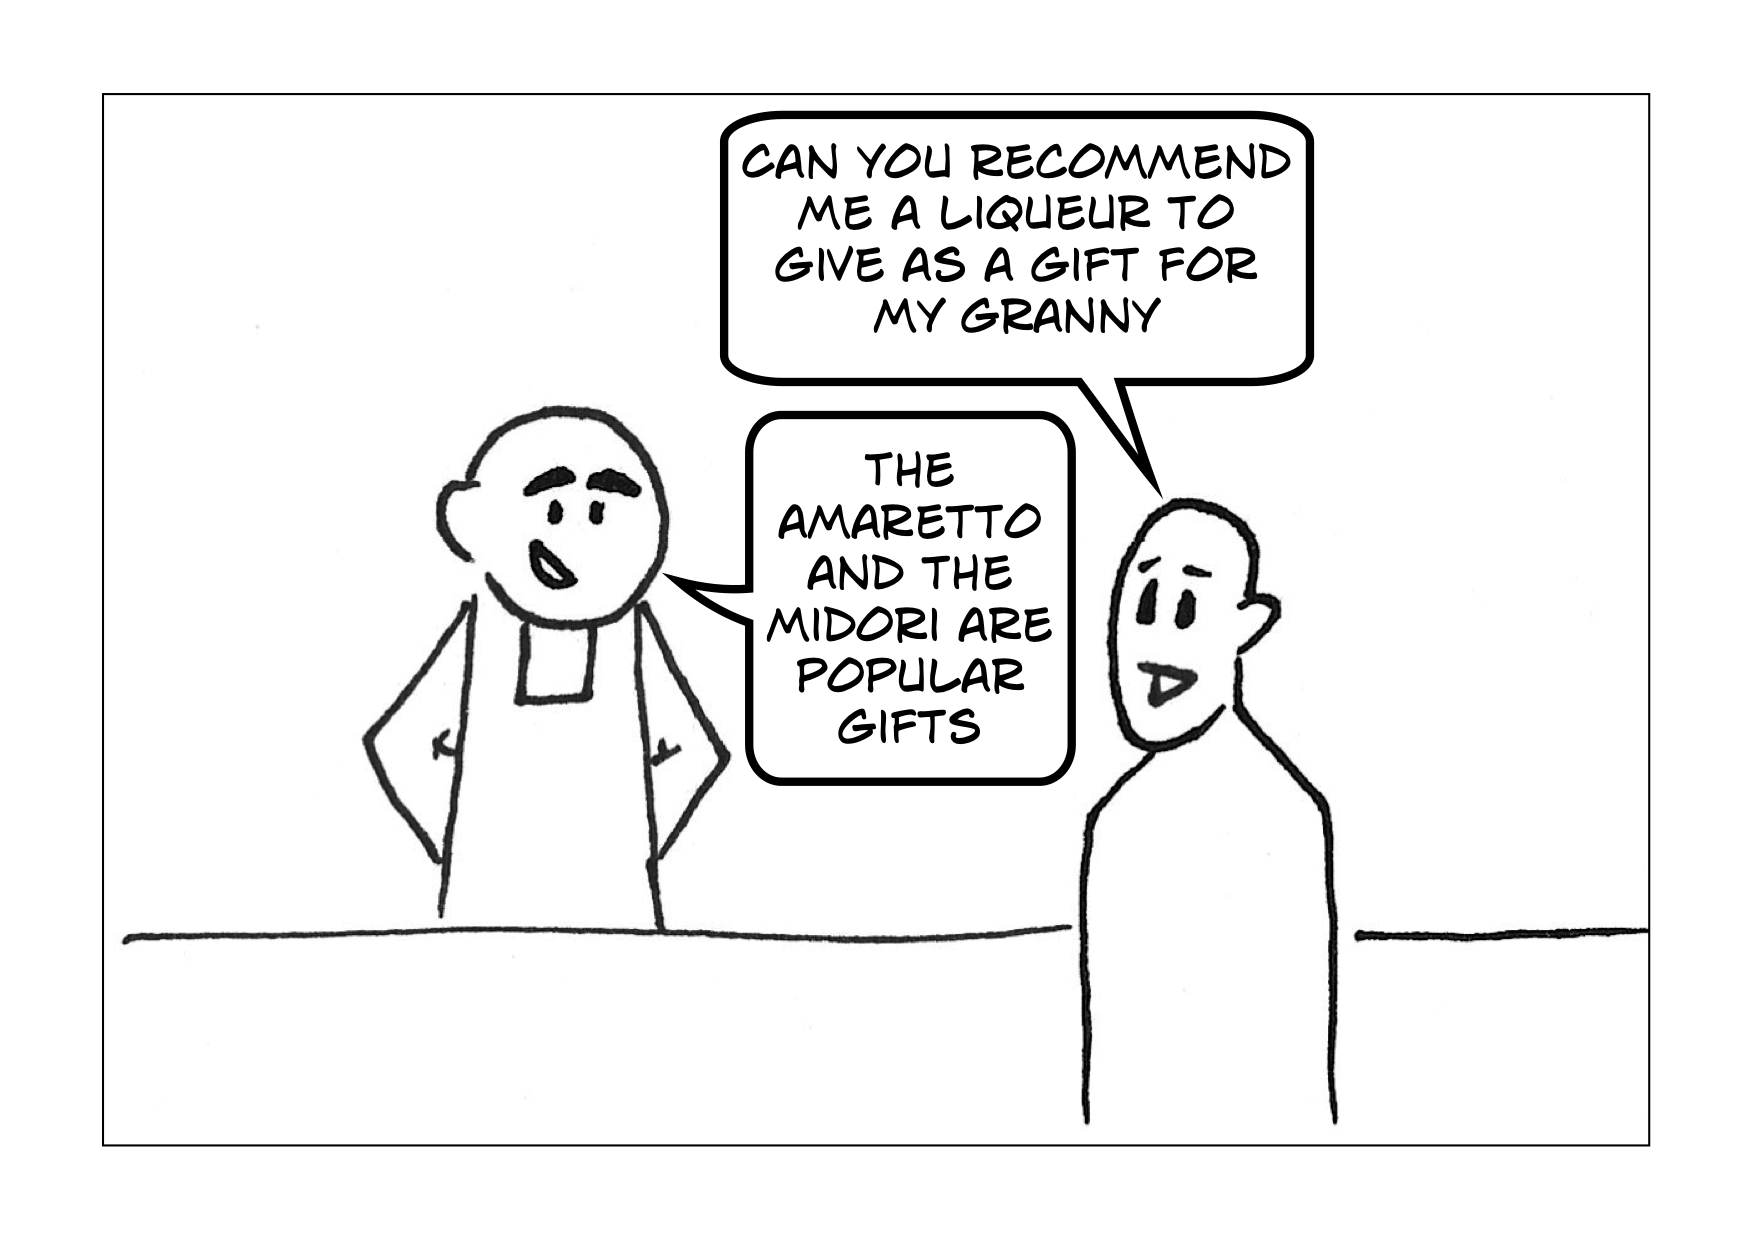 CAN YOU RECOMMEND
ME A LIQUEUR TO
GIVE AS A GIFT FOR
MY GRANNY
THE
AMARETTO
AND THE
MIDORI ARE
POPULAR
GIFTS